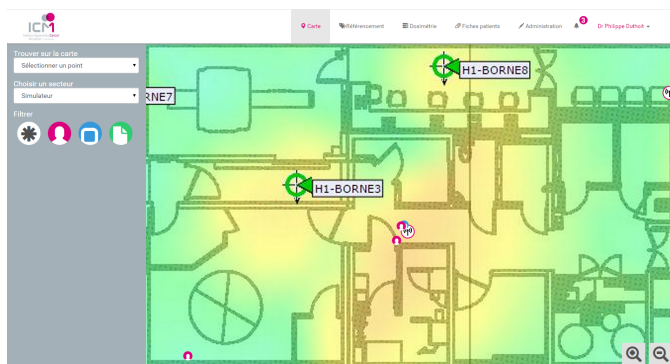 ICM
Carte
Référencement
Dosimétrie
Fiches patients
Administration
3
Dr Philippe Duthoit
Trouver sur la carte
Sélectionner un point
Choisir un secteur
Simulateur
Filtrer
RNE7
H1-BORNE8
H1-BORNE3